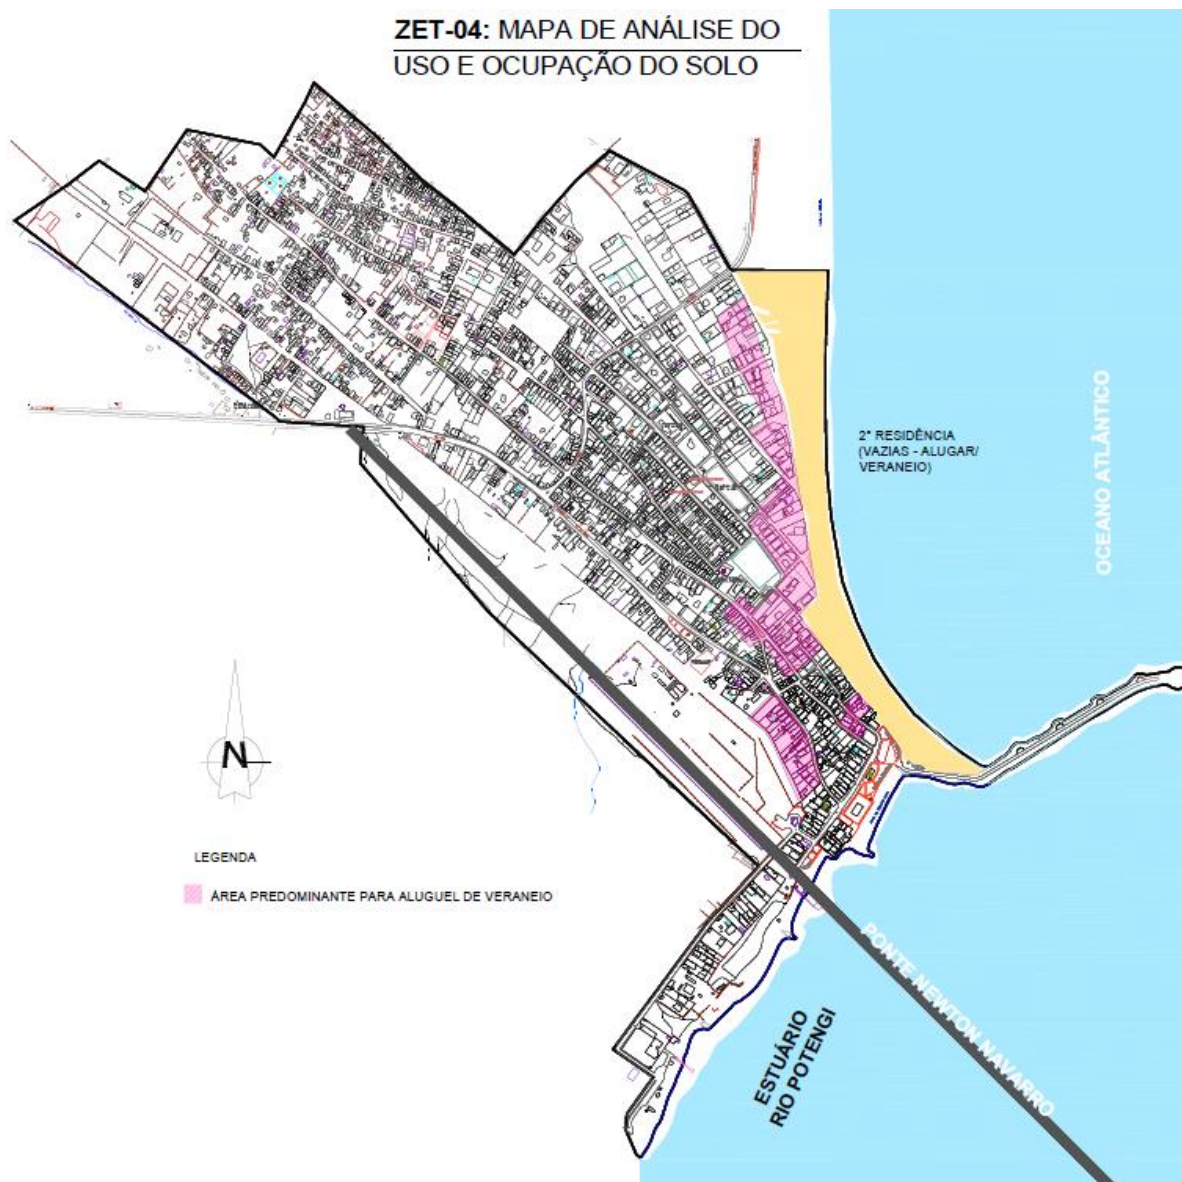 ZET-04: MAPA DE ANÁLISE DO
USO E OCUPAÇÃO DO SOLO
2° RESIDÊNCIA
(VAZIAS - ALUGAR/
VERANEIO)
OCEANO ATLÂNTICO
N
LEGENDA
ÁREA PREDOMINANTE PARA ALUGUEL DE VERANEIO
PONTE NEWTON NAVARRO
ESTUÁRIO
RIO POTENGI